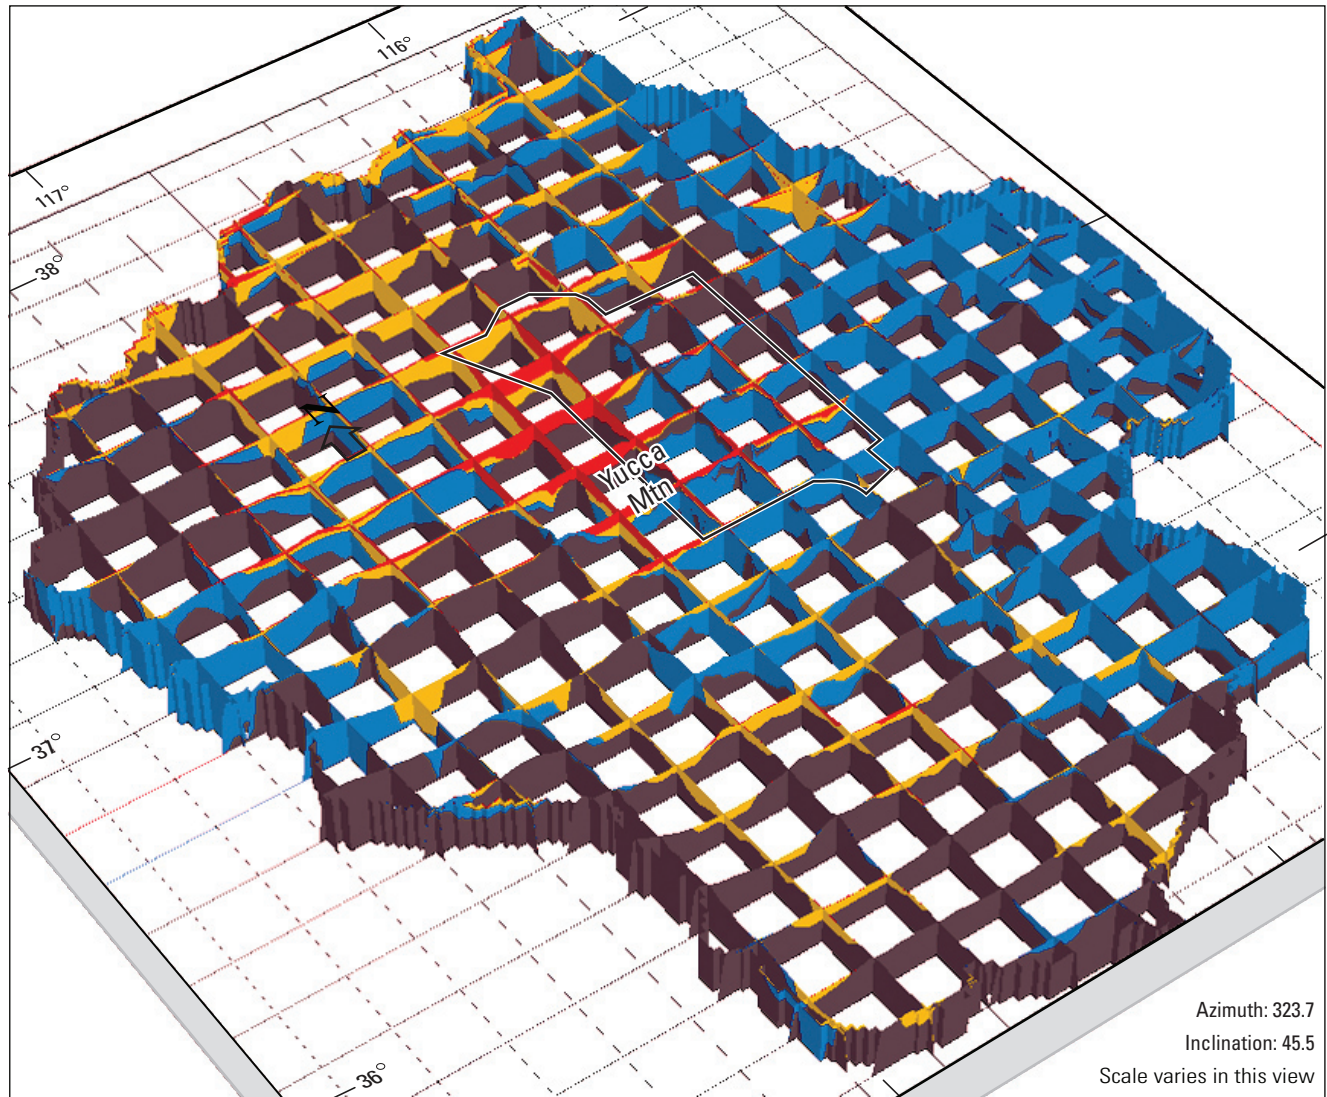 116°
117°
38°
N
Yucca
Mtn
37°
36°
Azimuth: 323.7
Inclination: 45.5
Scale varies in this view